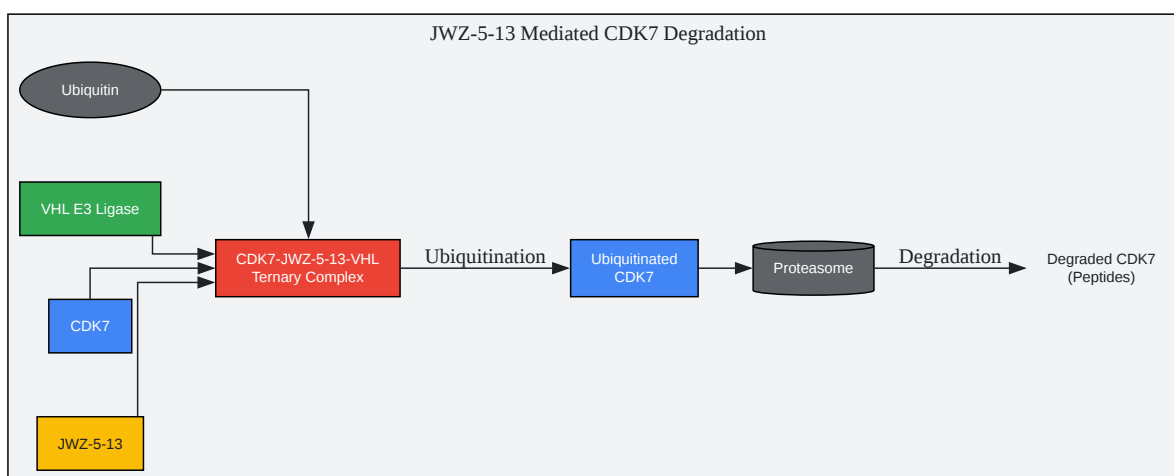 JWZ-5-13 Mediated CDK7 Degradation
Ubiquitin
VHL E3 Ligase
CDK7-JWZ-5-13-VHL
Ternary Complex
Ubiquitination
Ubiquitinated
CDK7
Proteasome
Degradation
Degraded CDK7
(Peptides)
CDK7
JWZ-5-13